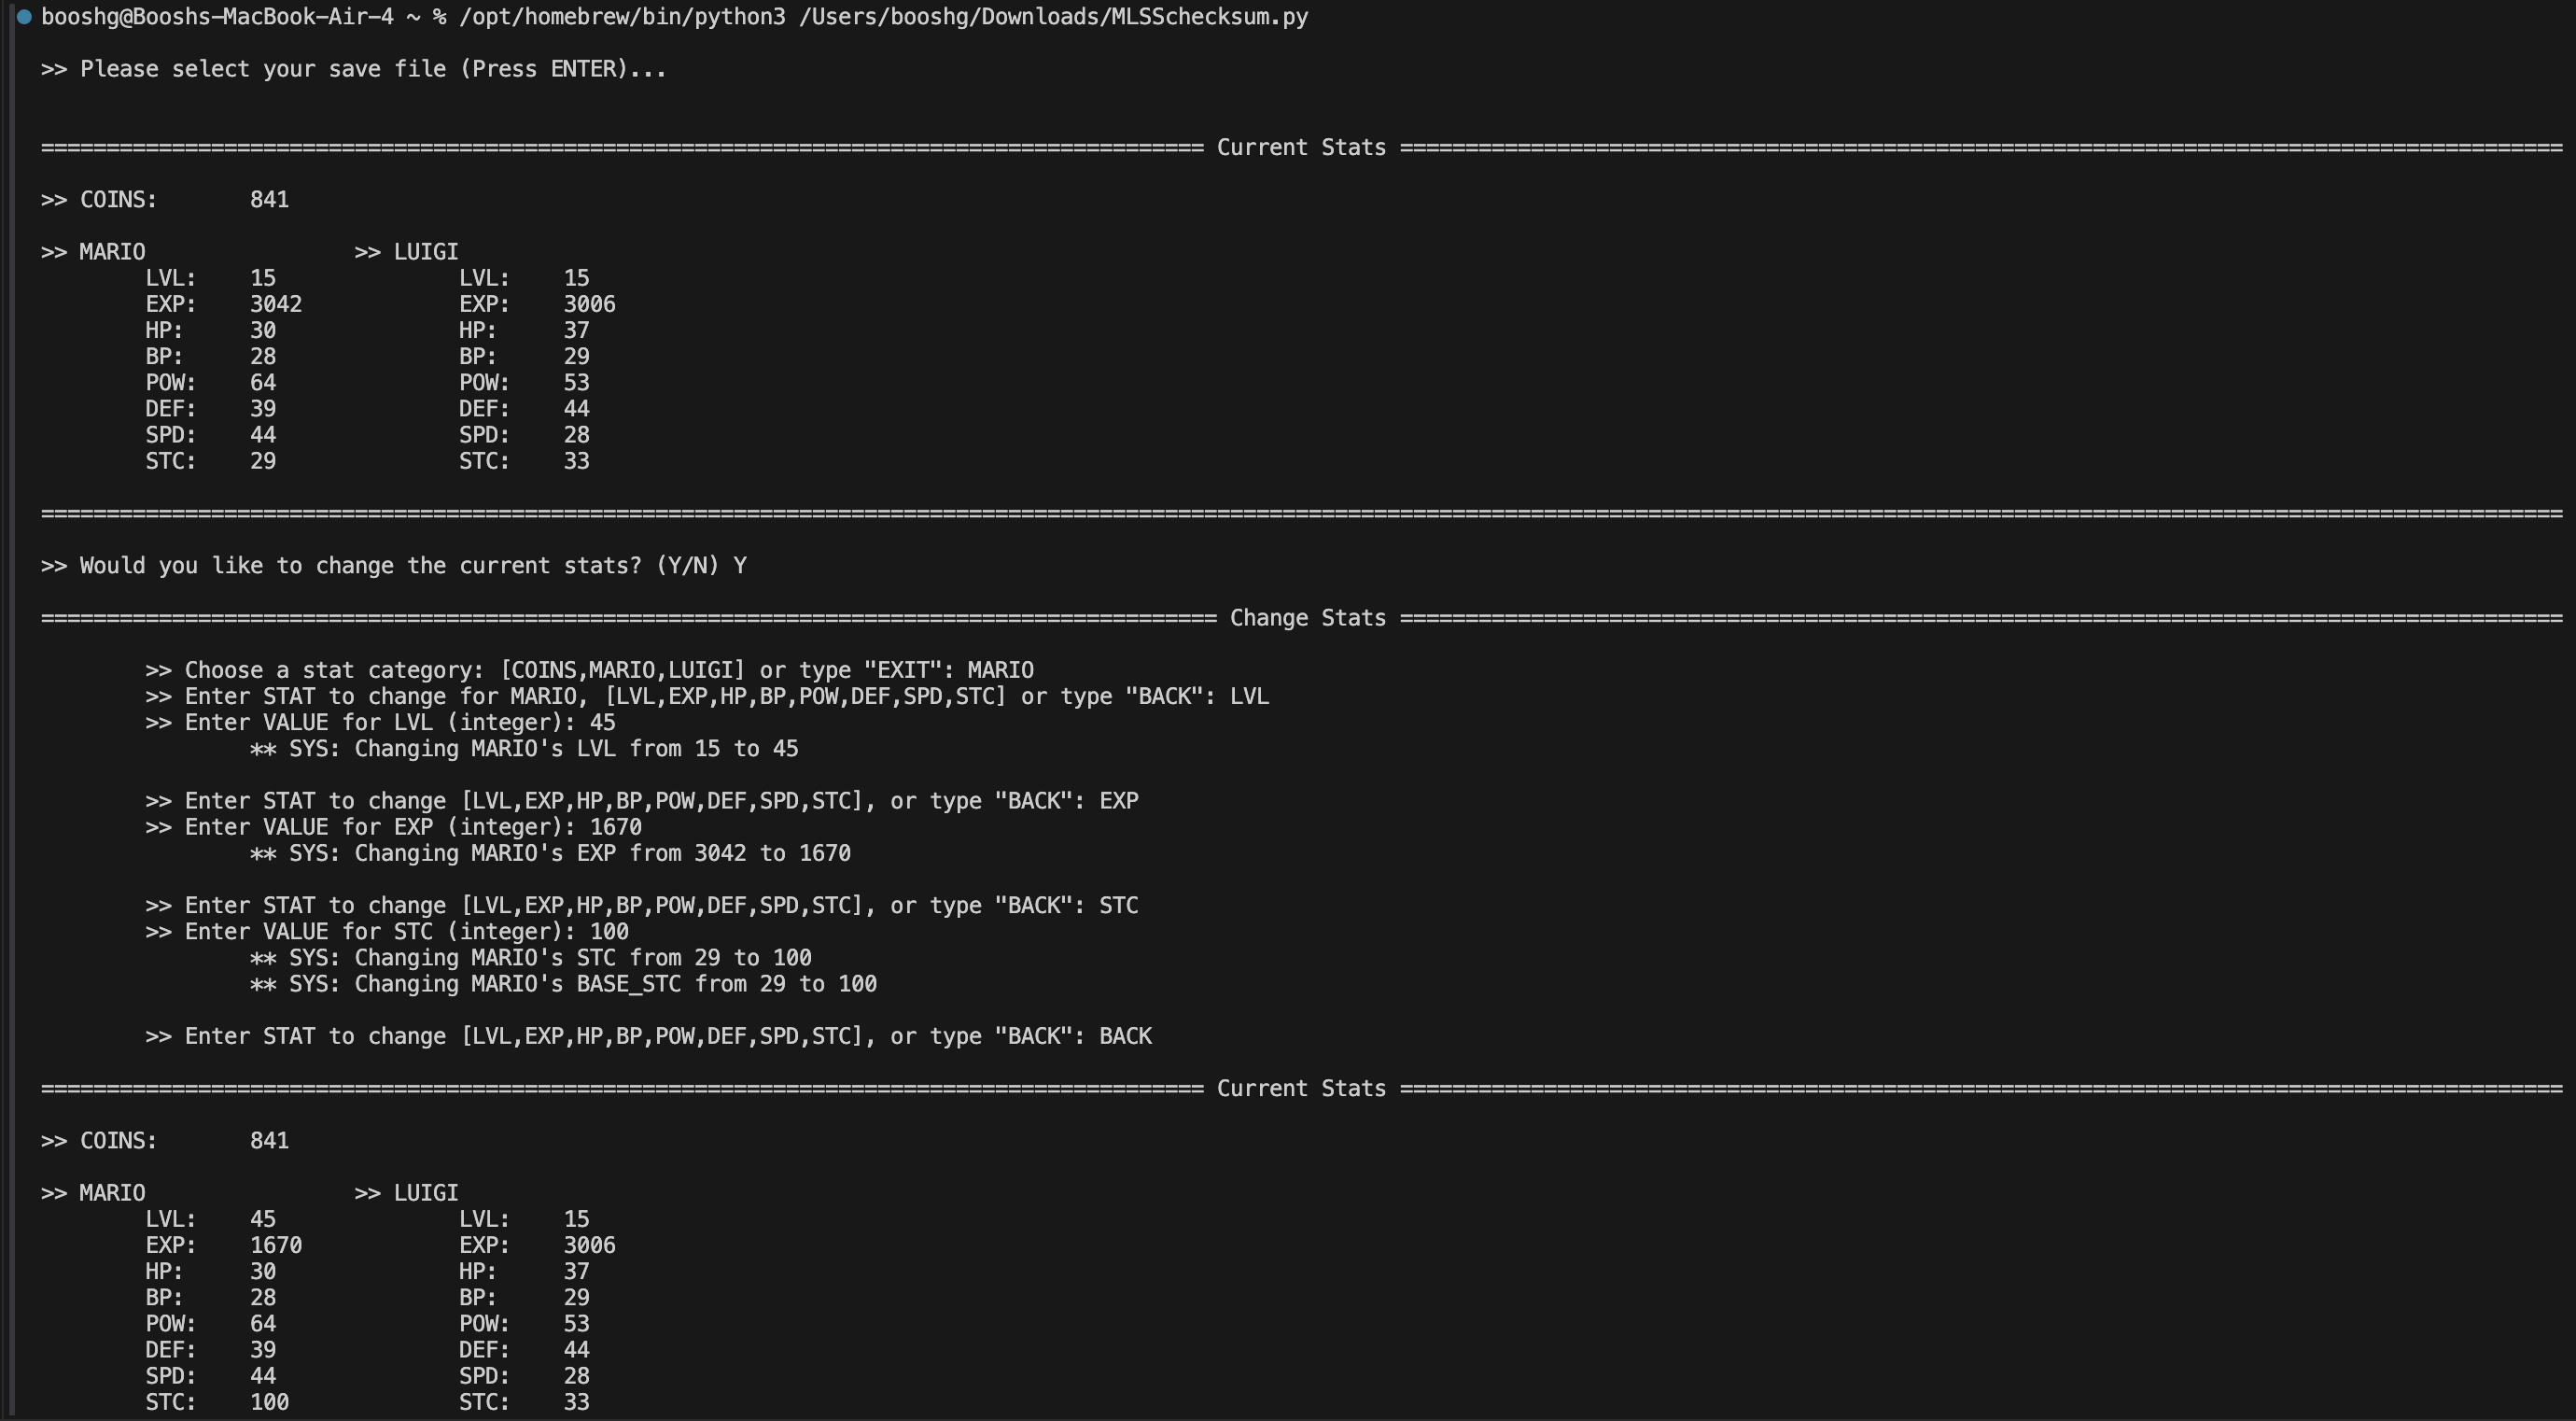 booshg@Booshs-MacBook-Air-4 ~ % /opt/homebrew/bin/python3 /Users/booshg/Downloads/MLSSchecksum.py
>> Please select your save file (Press ENTER)...
========================================================================================= Current Stats =========================================================================================
>> COINS: 841
>> MARIO >> LUIGI
LVL: 15 LVL: 15
EXP: 3042 EXP: 3006
HP: 30 HP: 37
BP: 28 BP: 29
POW: 64 POW: 53
DEF: 39 DEF: 44
SPD: 44 SPD: 28
STC: 29 STC: 33
=================================================================================================================================================================================================
>> Would you like to change the current stats? (Y/N) Y
========================================================================================== Change Stats =========================================================================================
>> Choose a stat category: [COINS,MARIO,LUIGI] or type "EXIT": MARIO
>> Enter STAT to change for MARIO, [LVL,EXP,HP,BP,POW,DEF,SPD,STC] or type "BACK": LVL
>> Enter VALUE for LVL (integer): 45
** SYS: Changing MARIO's LVL from 15 to 45
>> Enter STAT to change [LVL,EXP,HP,BP,POW,DEF,SPD,STC], or type "BACK": EXP
>> Enter VALUE for EXP (integer): 1670
** SYS: Changing MARIO's EXP from 3042 to 1670
>> Enter STAT to change [LVL,EXP,HP,BP,POW,DEF,SPD,STC], or type "BACK": STC
>> Enter VALUE for STC (integer): 100
** SYS: Changing MARIO's STC from 29 to 100
** SYS: Changing MARIO's BASE_STC from 29 to 100
>> Enter STAT to change [LVL,EXP,HP,BP,POW,DEF,SPD,STC], or type "BACK": BACK
========================================================================================= Current Stats =========================================================================================
>> COINS: 841
>> MARIO >> LUIGI
LVL: 45 LVL: 15
EXP: 1670 EXP: 3006
HP: 30 HP: 37
BP: 28 BP: 29
POW: 64 POW: 53
DEF: 39 DEF: 44
SPD: 44 SPD: 28
STC: 100 STC: 33